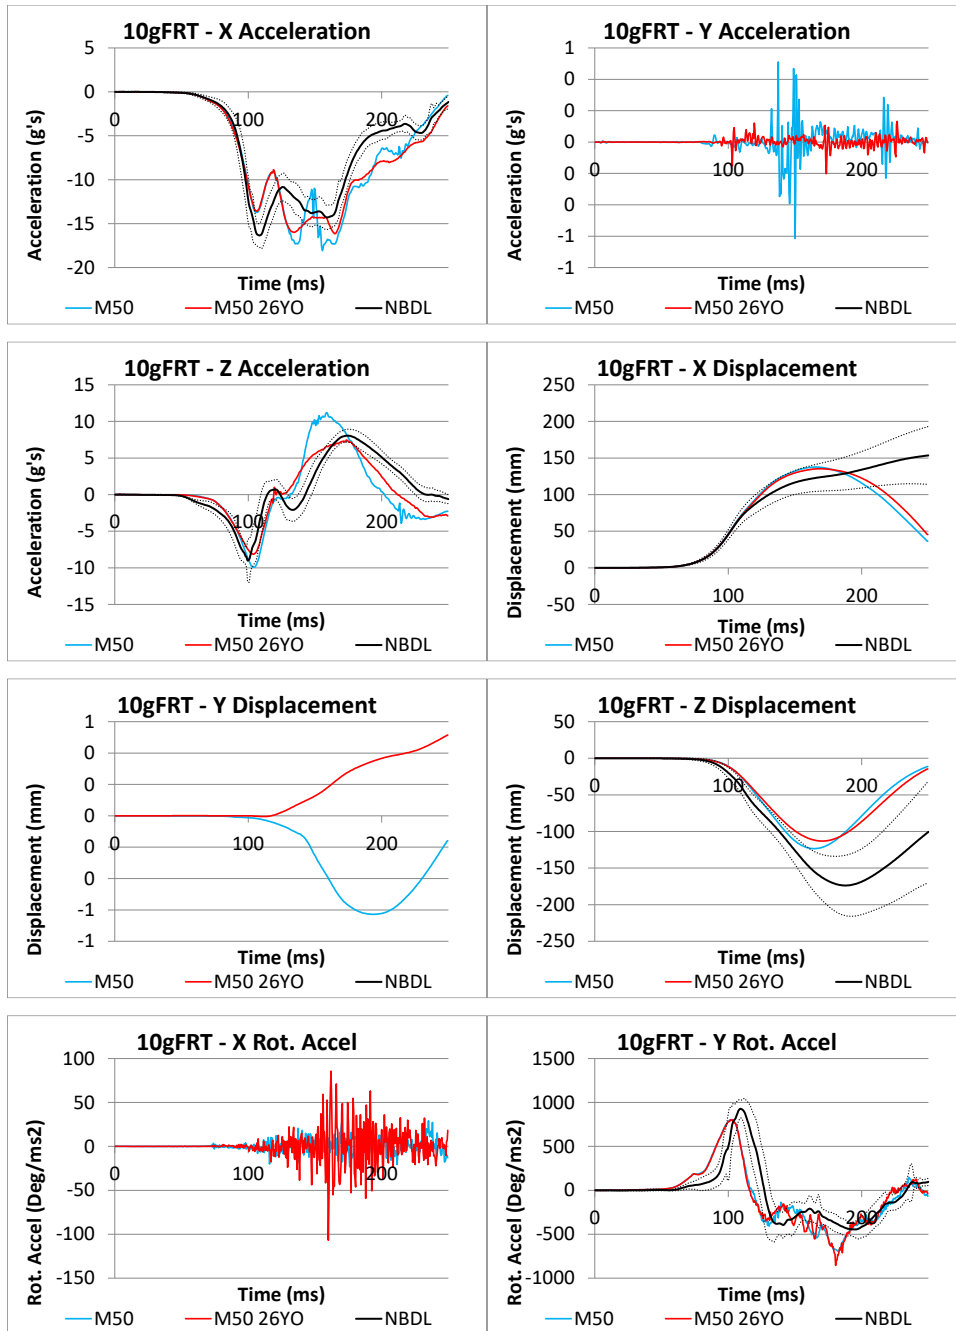 10gFRT - X Acceleration
5
0
-5
-10
-15
-20
0
100
200
Acceleration (g's)
Time (ms)
M50 M50 26YO NBDL
10gFRT - Y Acceleration
1
0
0
0
0
0
-1
-1
0
100
200
Acceleration (g's)
Time (ms)
M50 M50 26YO NBDL
10gFRT - Z Acceleration
15
10
5
0
-5
-10
-15
0
100
200
Acceleration (g's)
Time (ms)
M50 M50 26YO NBDL
10gFRT - X Displacement
250
200
150
100
50
0
-50
0
100
200
Displacement (mm)
Time (ms)
M50 M50 26YO NBDL
10gFRT - Y Displacement
1
0
0
0
0
0
-1
-1
0
100
200
Displacement (mm)
Time (ms)
M50 M50 26YO NBDL
10gFRT - Z Displacement
50
0
-50
-100
-150
-200
-250
0
100
200
Displacement (mm)
Time (ms)
M50 M50 26YO NBDL
10gFRT - X Rot. Accel
100
50
0
-50
-100
-150
0
100
200
Rot. Accel (Deg/ms2)
Time (ms)
M50 M50 26YO NBDL
10gFRT - Y Rot. Accel
1500
1000
500
0
-500
-1000
0
100
200
Rot. Accel (Deg/ms2)
Time (ms)
M50 M50 26YO NBDL